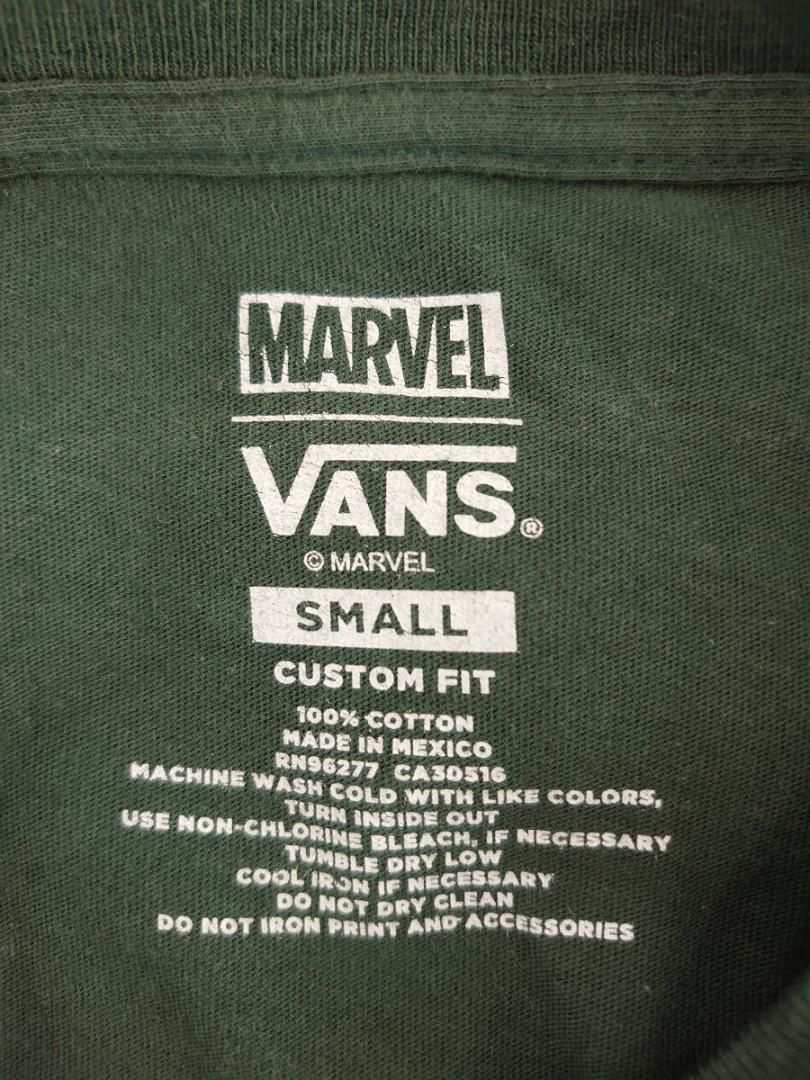 MARVEL
VANS®
© MARVEL
SMALL
CUSTOM FIT
100% COTTON
MADE IN MEXICO
RN96277 CA30516
MACHINE WASH COLD WITH LIKE COLORS,
TURN INSIDE OUT
USE NON-CHLORINE BLEACH, IF NECESSARY
TUMBLE DRY LOW
COOL IRON IF NECESSARY
DO NOT DRY CLEAN
DO NOT IRON PRINT AND ACCESSORIES